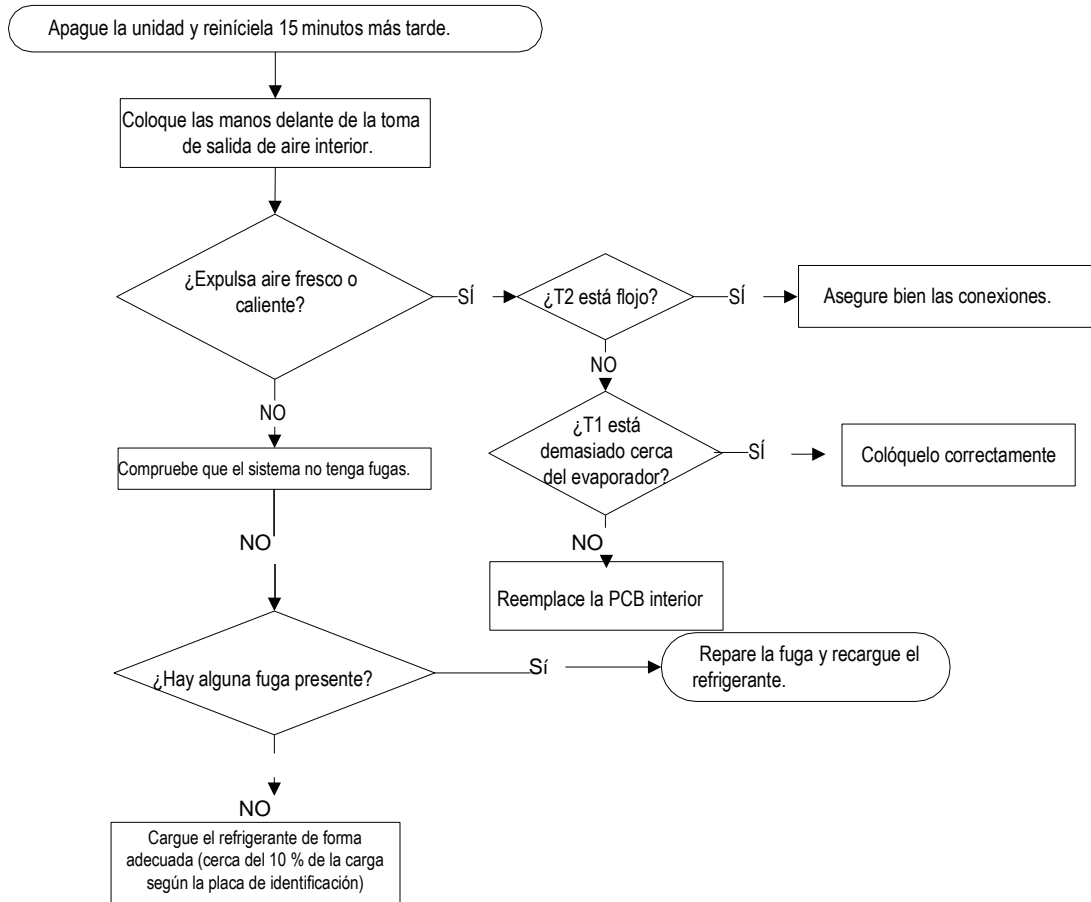 Apague la unidad y reiníciela 15 minutos más tarde.
Coloque las manos delante de la toma
de salida de aire interior.
¿Expulsa aire fresco o
caliente?
SÍ
¿T2 está flojo?
SÍ
Asegure bien las conexiones.
NO
NO
¿T1 está
demasiado cerca
del evaporador?
SÍ
Colóquelo correctamente
Compruebe que el sistema no tenga fugas.
NO
NO
Reemplace la PCB interior
¿Hay alguna fuga presente?
Sí
Repare la fuga y recargue el
refrigerante.
NO
Cargue el refrigerante de forma
adecuada (cerca del 10 % de la carga
según la placa de identificación)